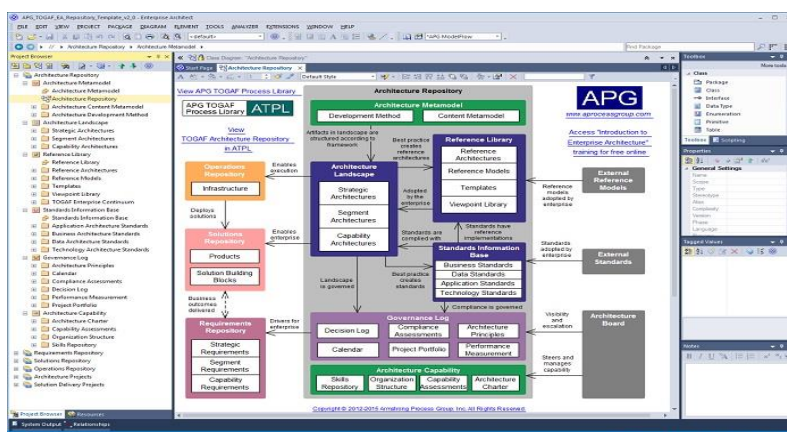 APG_TOGAF_EA_Repository_Template_v2_0 - Enterprise Architect
FILE EDIT VIEW PROJECT PACKAGE DIAGRAM ELEMENT TOOLS ANALYZER EXTENSIONS WINDOW HELP
<default>
*APG ModelFlow
Architecture Repository
Architecture Metamodel
Find Package
Project Browser
Class Diagram: "Architecture Repository"
Start Page
Architecture Repository
Default Style
Architecture Repository
Architecture Metamodel
Architecture Metamodel
Architecture Repository
Architecture Content Metamodel
Architecture Development Method
Architecture Landscape
Strategic Architectures
Segment Architectures
Capability Architectures
Reference Library
Reference Library
Reference Architectures
Reference Models
Templates
Viewpoint Library
TOGAF Enterprise Continuum
Standards Information Base
Standards Information Base
Application Architecture Standards
Business Architecture Standards
Data Architecture Standards
Technology Architecture Standards
Governance Log
Architecture Principles
Calendar
Compliance Assessments
Decision Log
Performance Measurement
Project Portfolio
Architecture Capability
Architecture Charter
Capability Assessments
Organization Structure
Skills Repository
Requirements Repository
Solutions Repository
Operations Repository
Architecture Projects
Solution Delivery Projects
Project Browser
Resources
System Output
Relationships
View APG TOGAF Process Library
APG TOGAF
Process Library
ATPL
View
TOGAF Architecture Repository
in ATPL
Architecture Repository
Architecture Metamodel
Development Method
Content Metamodel
Artifacts in landscape are
structured according to
framework
Best practice
creates
reference
architectures
APG
www.aprocessgroup.com
Access "Introduction to
Enterprise Architecture"
training for free online
Operations
Repository
Infrastructure
Enables
execution
Deploys
solutions
Solutions
Repository
Products
Solution Building
Blocks
Enables
enterprise
Business
outcomes
delivered
Requirements
Repository
Strategic
Requirements
Segment
Requirements
Capability
Requirements
Drivers for
enterprise
Architecture
Landscape
Strategic
Architectures
Segment
Architectures
Capability
Architectures
Adopted
by the
enterprise
Standards are
complied with
Landscape
is governed
Best practice
creates
standards
Reference Library
Reference
Architectures
Reference Models
Templates
Viewpoint Library
Standards have
reference
implementations
Standards Information
Base
Business Standards
Data Standards
Application Standards
Technology Standards
Compliance is governed
Governance Log
Decision Log
Compliance
Assessments
Architecture
Principles
Calendar
Project Portfolio
Performance
Measurement
Architecture Capability
Skills
Repository
Organization
Structure
Capability
Assessments
Architecture
Charter
External
Reference
Models
Reference
models
adopted by
enterprise
Standards
adopted by
enterprise
External
Standards
Visibility
and
escalation
Architecture
Board
Steers and
manages
capability
Copyright © 2012-2015 Armstrong Process Group, Inc. All Rights Reserved.
Toolbox
More tools
Class
Package
Class
Interface
Data Type
Enumeration
Primitive
Table
Toolbox
Scripting
Properties
General Settings
Name
Scope
Type
Stereotype
Alias
Complexity
Version
Phase
Language
Tagged Values
Notes